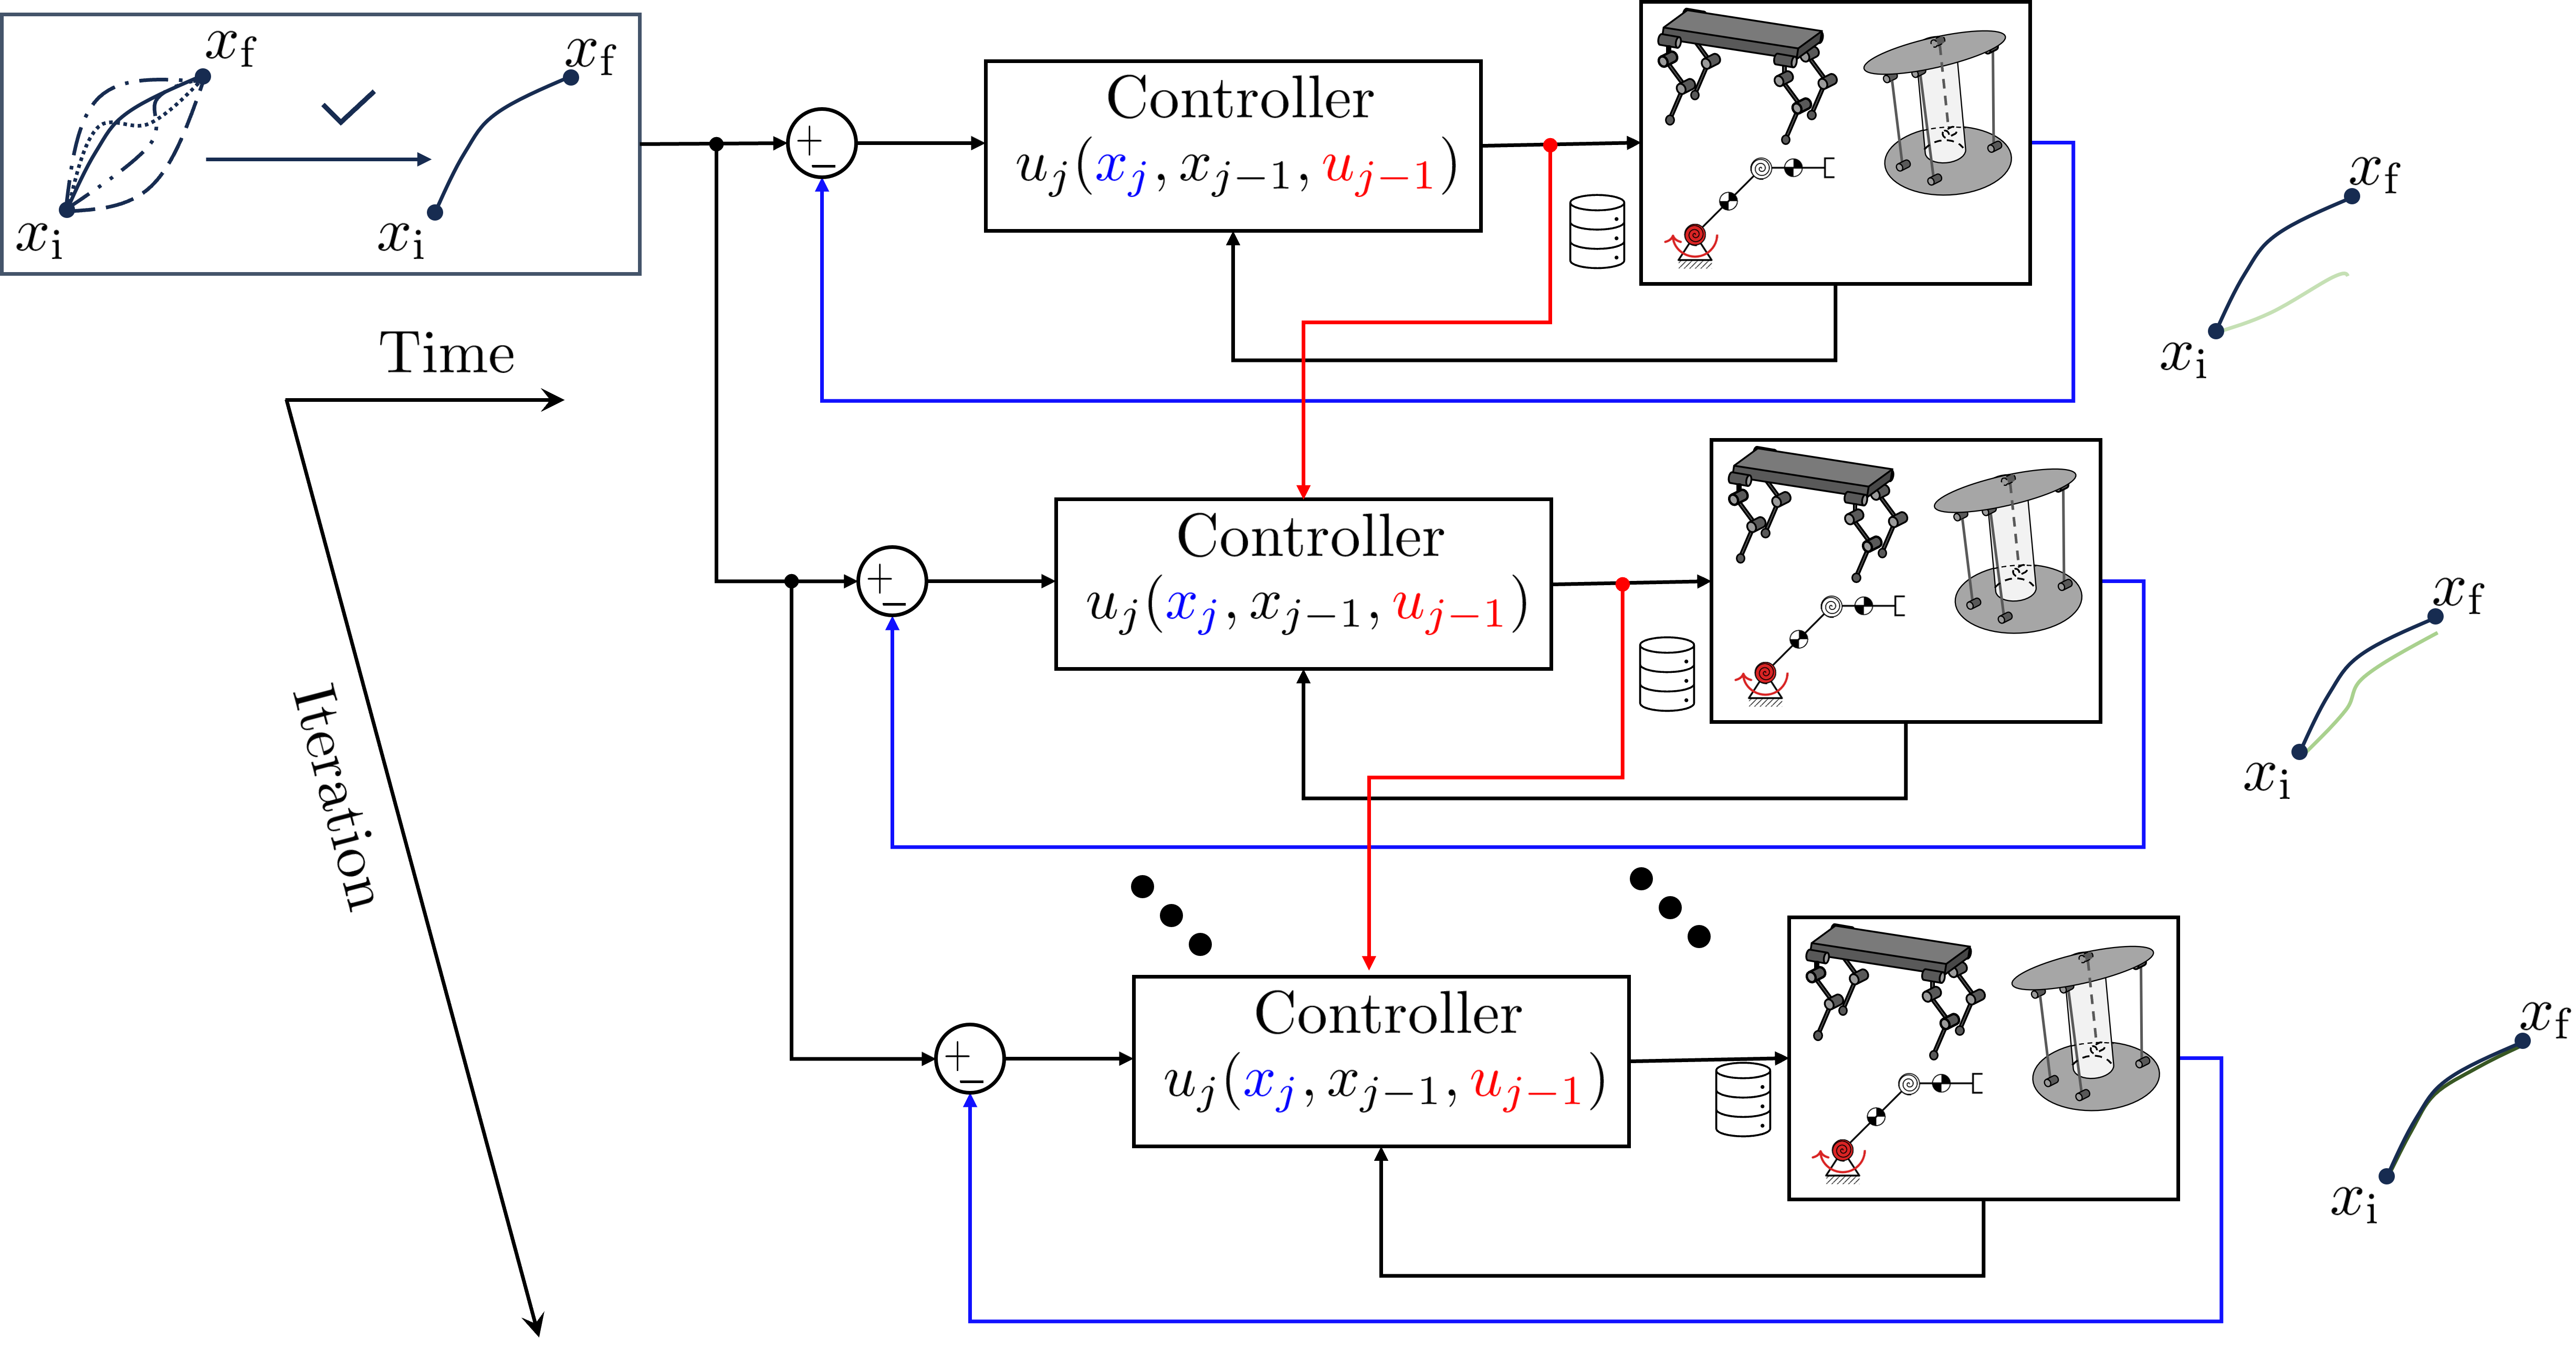 x_f
x_f
x_i
x_i
Controller
u_j(x_j, x_{j-1}, u_{j-1})
+
−
x_f
x_i
Time
Iteration
Controller
u_j(x_j, x_{j-1}, u_{j-1})
+
−
x_f
x_i
Controller
u_j(x_j, x_{j-1}, u_{j-1})
+
−
x_f
x_i